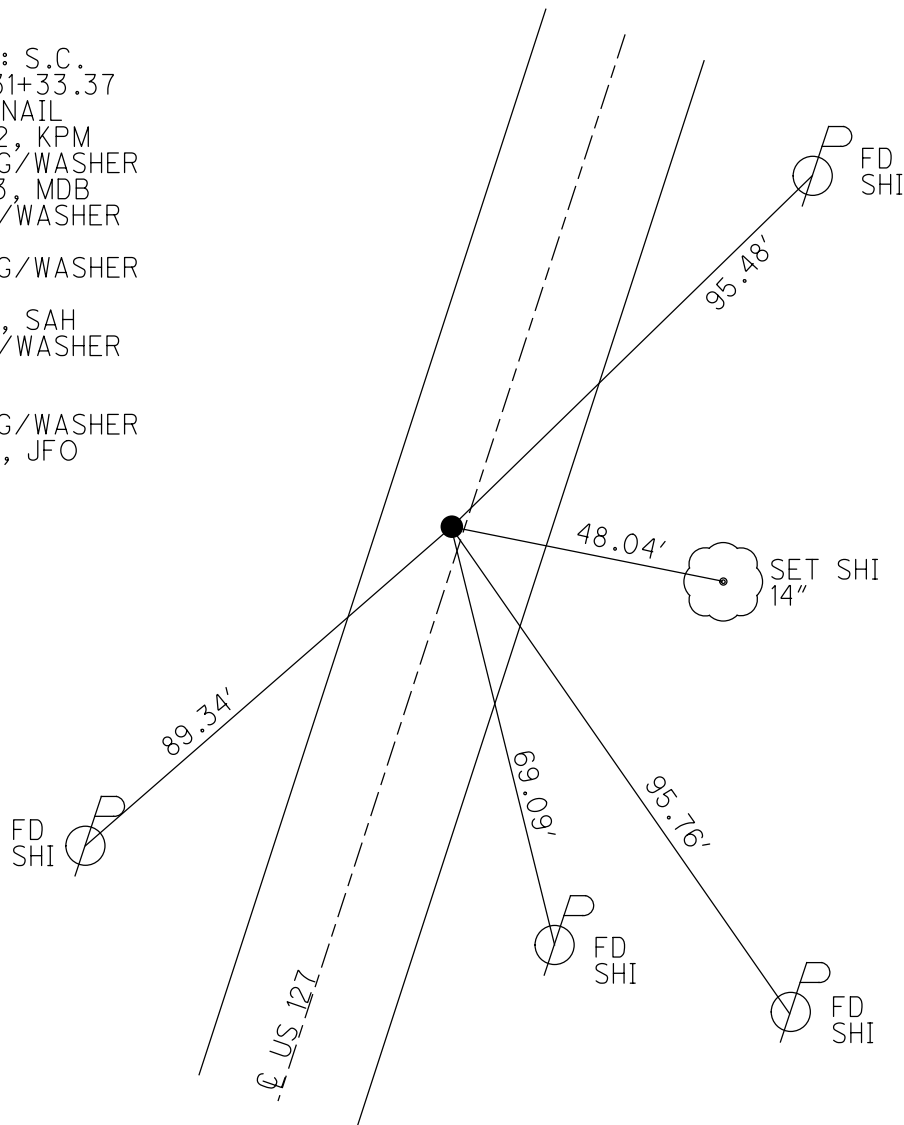 : S.C.
31+33.37
NAIL
2, KPM
G/WASHER
3, MDB
/WASHER
G/WASHER
, SAH
/WASHER
G/WASHER
, JFO
FD
SHI
95.48'
48.04'
SET SHI
14"
89.34'
69.09'
95.76'
FD
SHI
FD
SHI
FD
SHI
℄ US 127